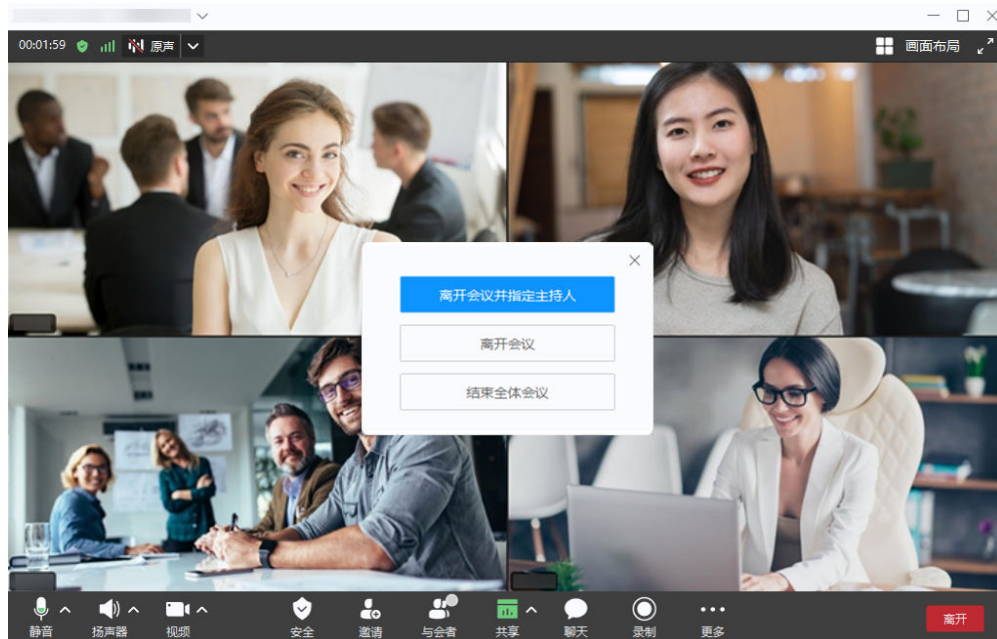 00:01:59 原声 画面布局
离开会议并指定主持人
离开会议
结束全体会议
静音 扬声器 视频 安全 邀请 与会者 共享 聊天 录制 更多 离开